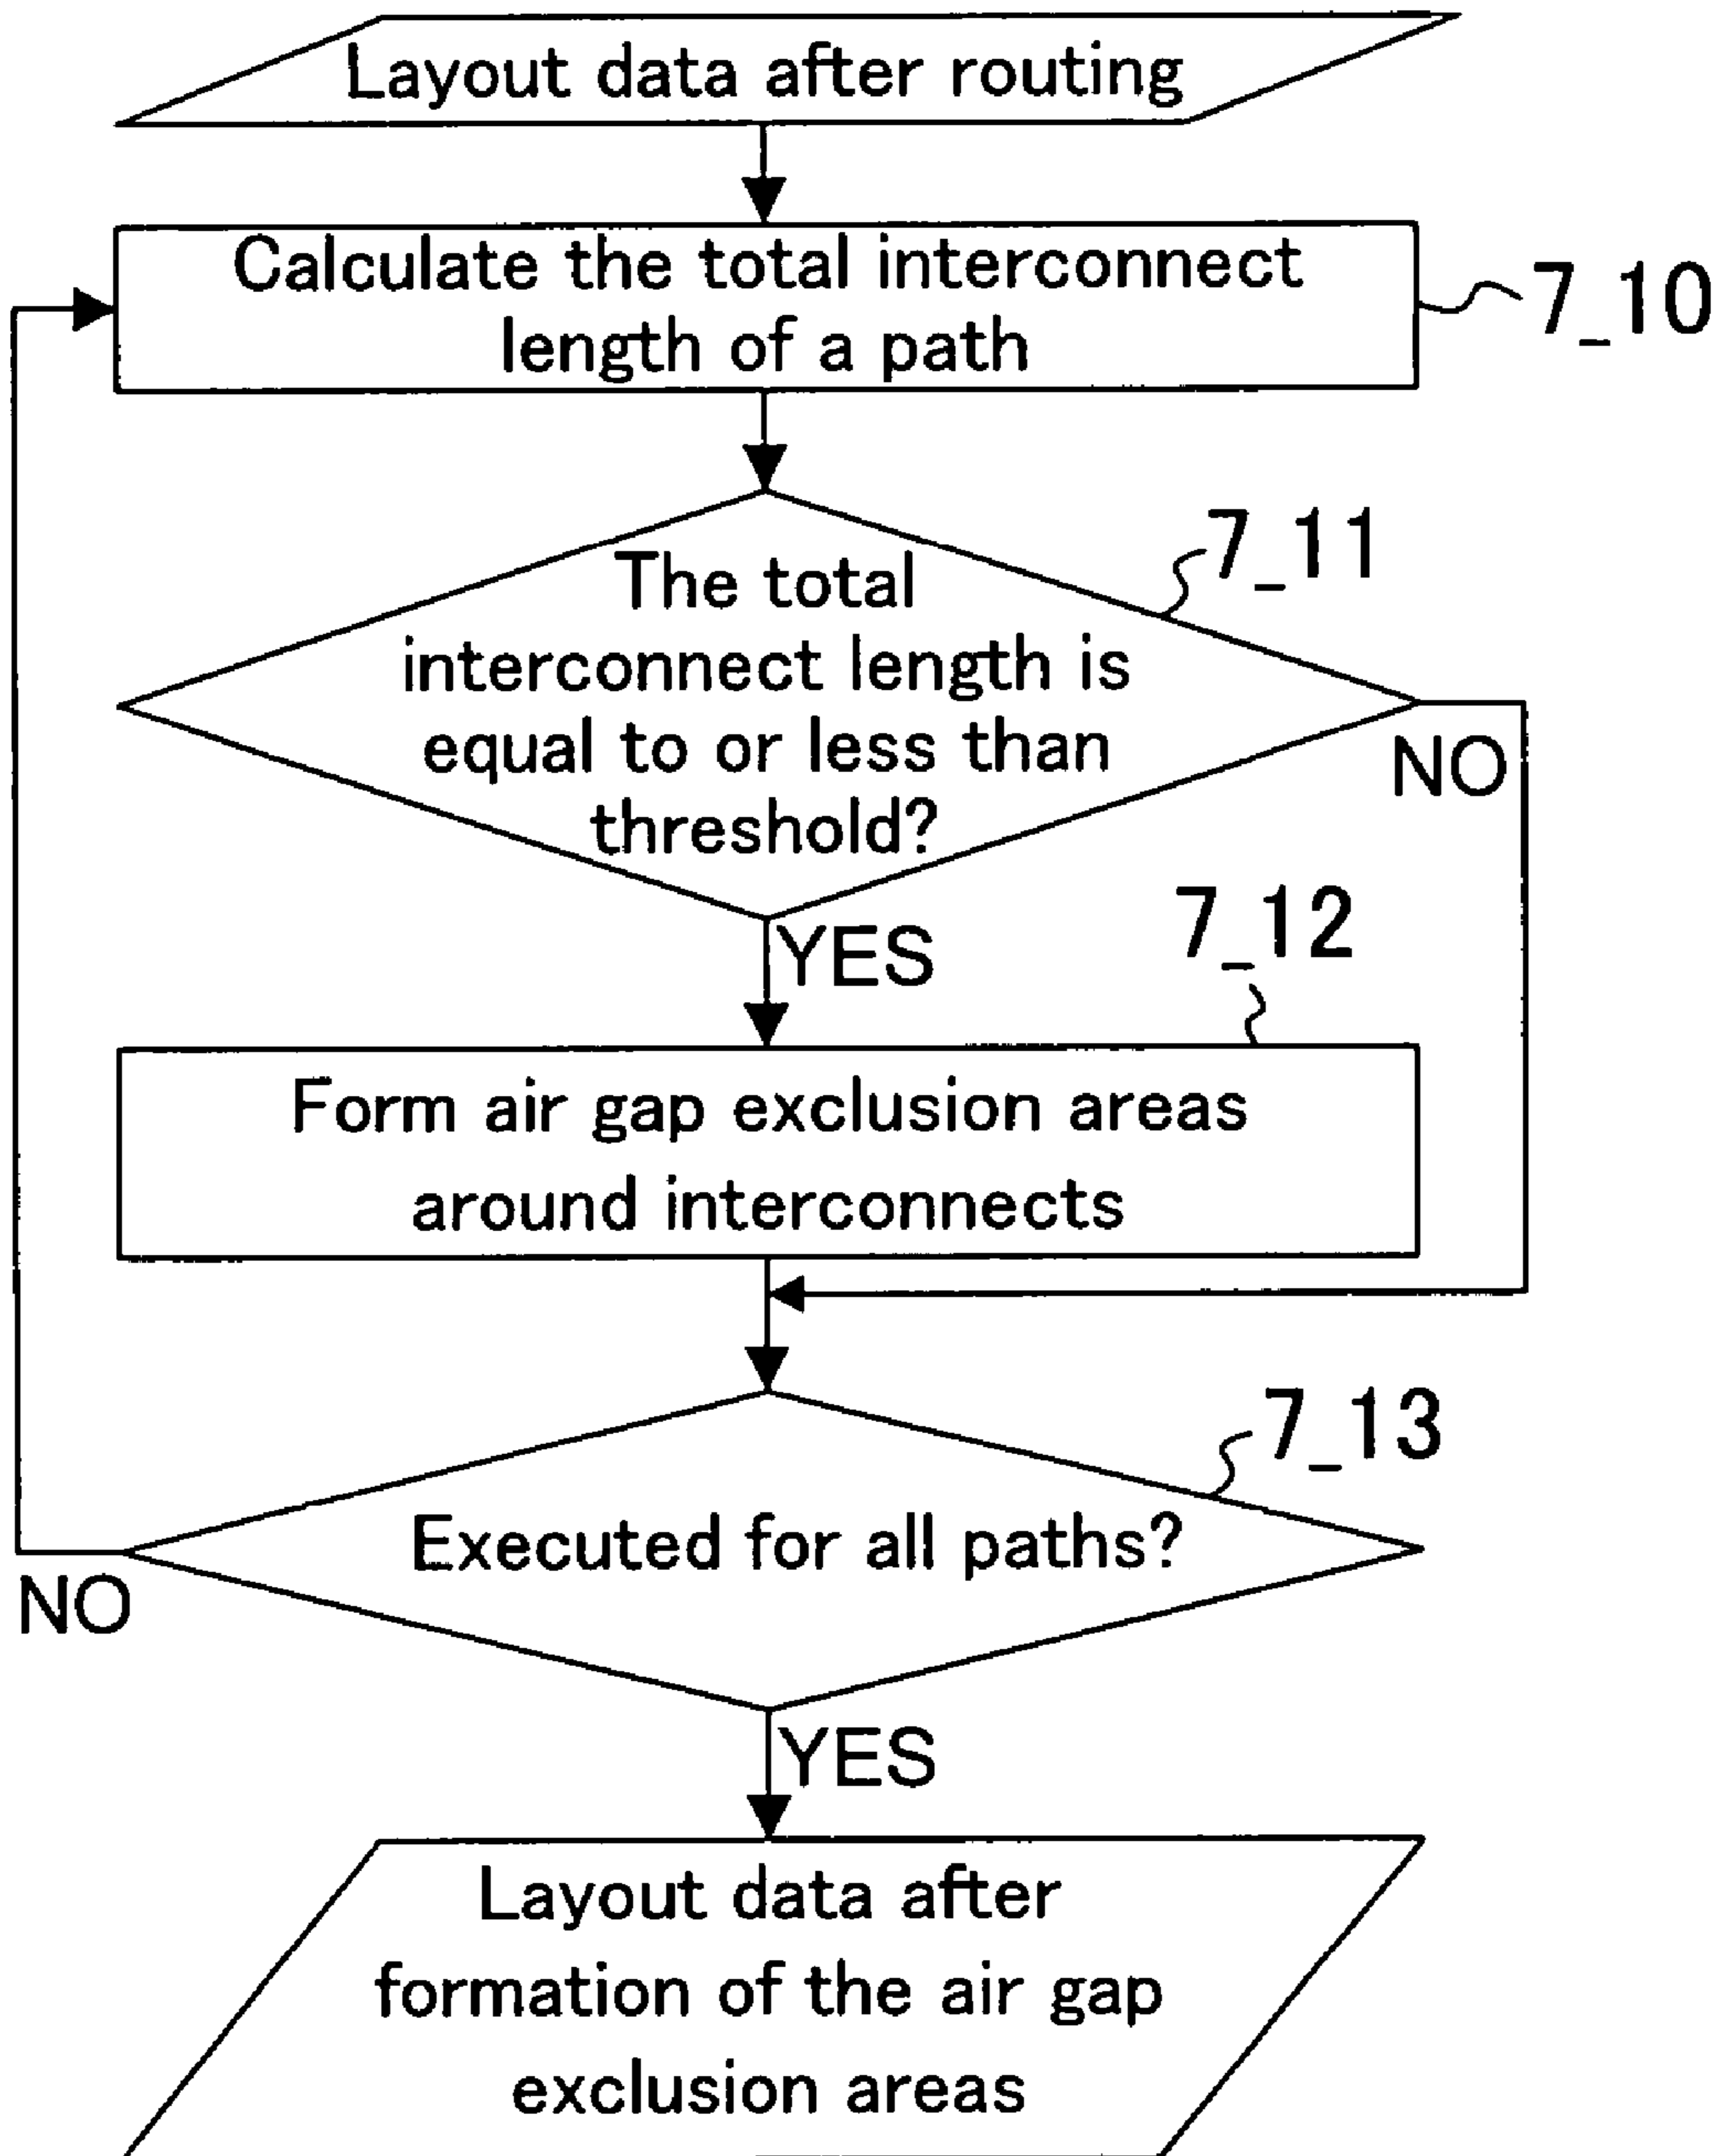 Layout data after routing
Calculate the total interconnect
length of a path
7_10
The total
interconnect length is
equal to or less than
threshold?
7_11
NO
YES
7_12
Form air gap exclusion areas
around interconnects
7_13
Executed for all paths?
NO
YES
Layout data after
formation of the air gap
exclusion areas